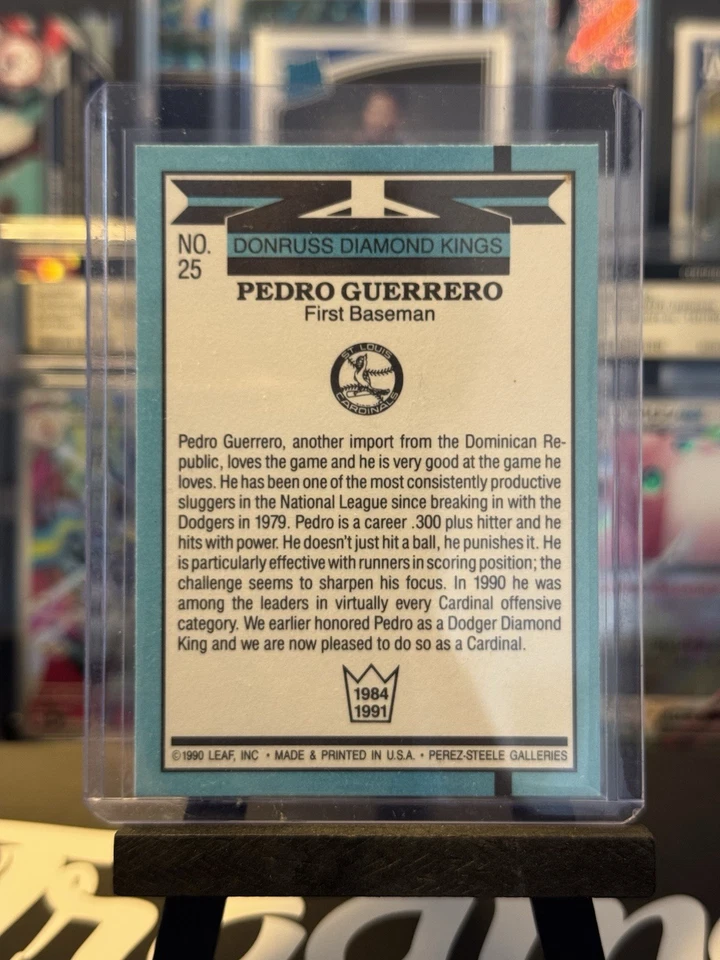 NO.
25
DONRUSS DIAMOND KINGS
PEDRO GUERRERO
First Baseman
ST. LOUIS
CARDINALS
Pedro Guerrero, another import from the Dominican Re-
public, loves the game and he is very good at the game he
loves. He has been one of the most consistently productive
sluggers in the National League since breaking in with the
Dodgers in 1979. Pedro is a career .300 plus hitter and he
hits with power. He doesn't just hit a ball, he punishes it. He
is particularly effective with runners in scoring position; the
challenge seems to sharpen his focus. In 1990 he was
among the leaders in virtually every Cardinal offensive
category. We earlier honored Pedro as a Dodger Diamond
King and we are now pleased to do so as a Cardinal.
1984
1991
©1990 LEAF, INC • MADE & PRINTED IN U.S.A. • PEREZ-STEELE GALLERIES